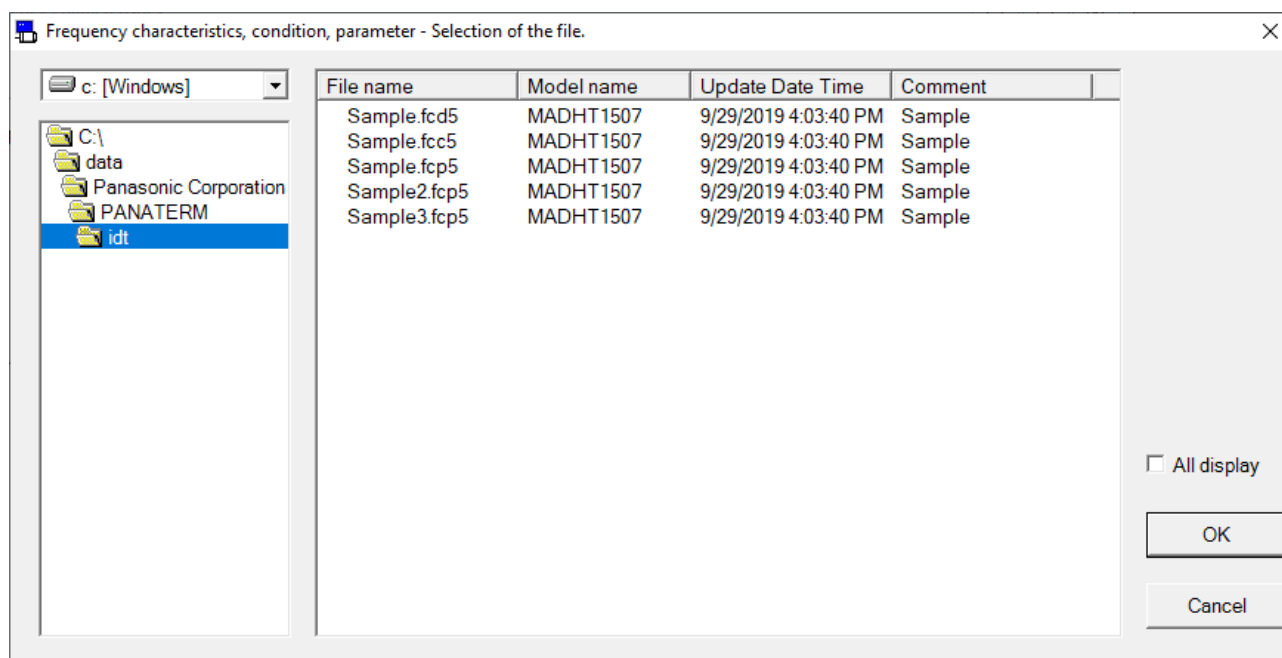 Frequency characteristics, condition, parameter - Selection of the file.
c: [Windows]
C:\
data
Panasonic Corporation
PANATERM
idt
File name Model name Update Date Time Comment
Sample.fcd5 MADHT1507 9/29/2019 4:03:40 PM Sample
Sample.fcc5 MADHT1507 9/29/2019 4:03:40 PM Sample
Sample.fcp5 MADHT1507 9/29/2019 4:03:40 PM Sample
Sample2.fcp5 MADHT1507 9/29/2019 4:03:40 PM Sample
Sample3.fcp5 MADHT1507 9/29/2019 4:03:40 PM Sample
All display
OK
Cancel